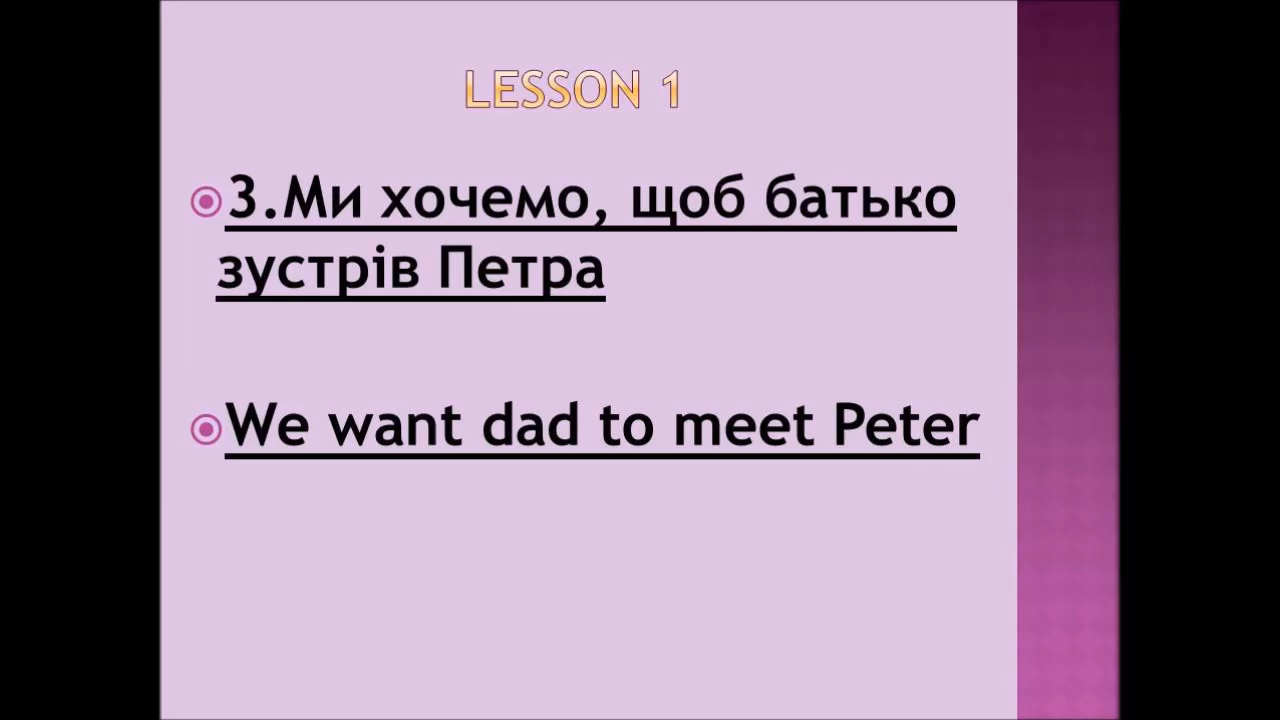 LESSON 1
3.Ми хочемо, щоб батько
зустрів Петра
We want dad to meet Peter